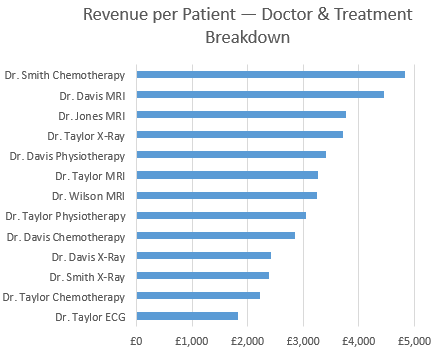 Revenue per Patient — Doctor & Treatment
Breakdown
Dr. Smith Chemotherapy
Dr. Davis MRI
Dr. Jones MRI
Dr. Taylor X-Ray
Dr. Davis Physiotherapy
Dr. Taylor MRI
Dr. Wilson MRI
Dr. Taylor Physiotherapy
Dr. Davis Chemotherapy
Dr. Davis X-Ray
Dr. Smith X-Ray
Dr. Taylor Chemotherapy
Dr. Taylor ECG
£0 £1,000 £2,000 £3,000 £4,000 £5,000